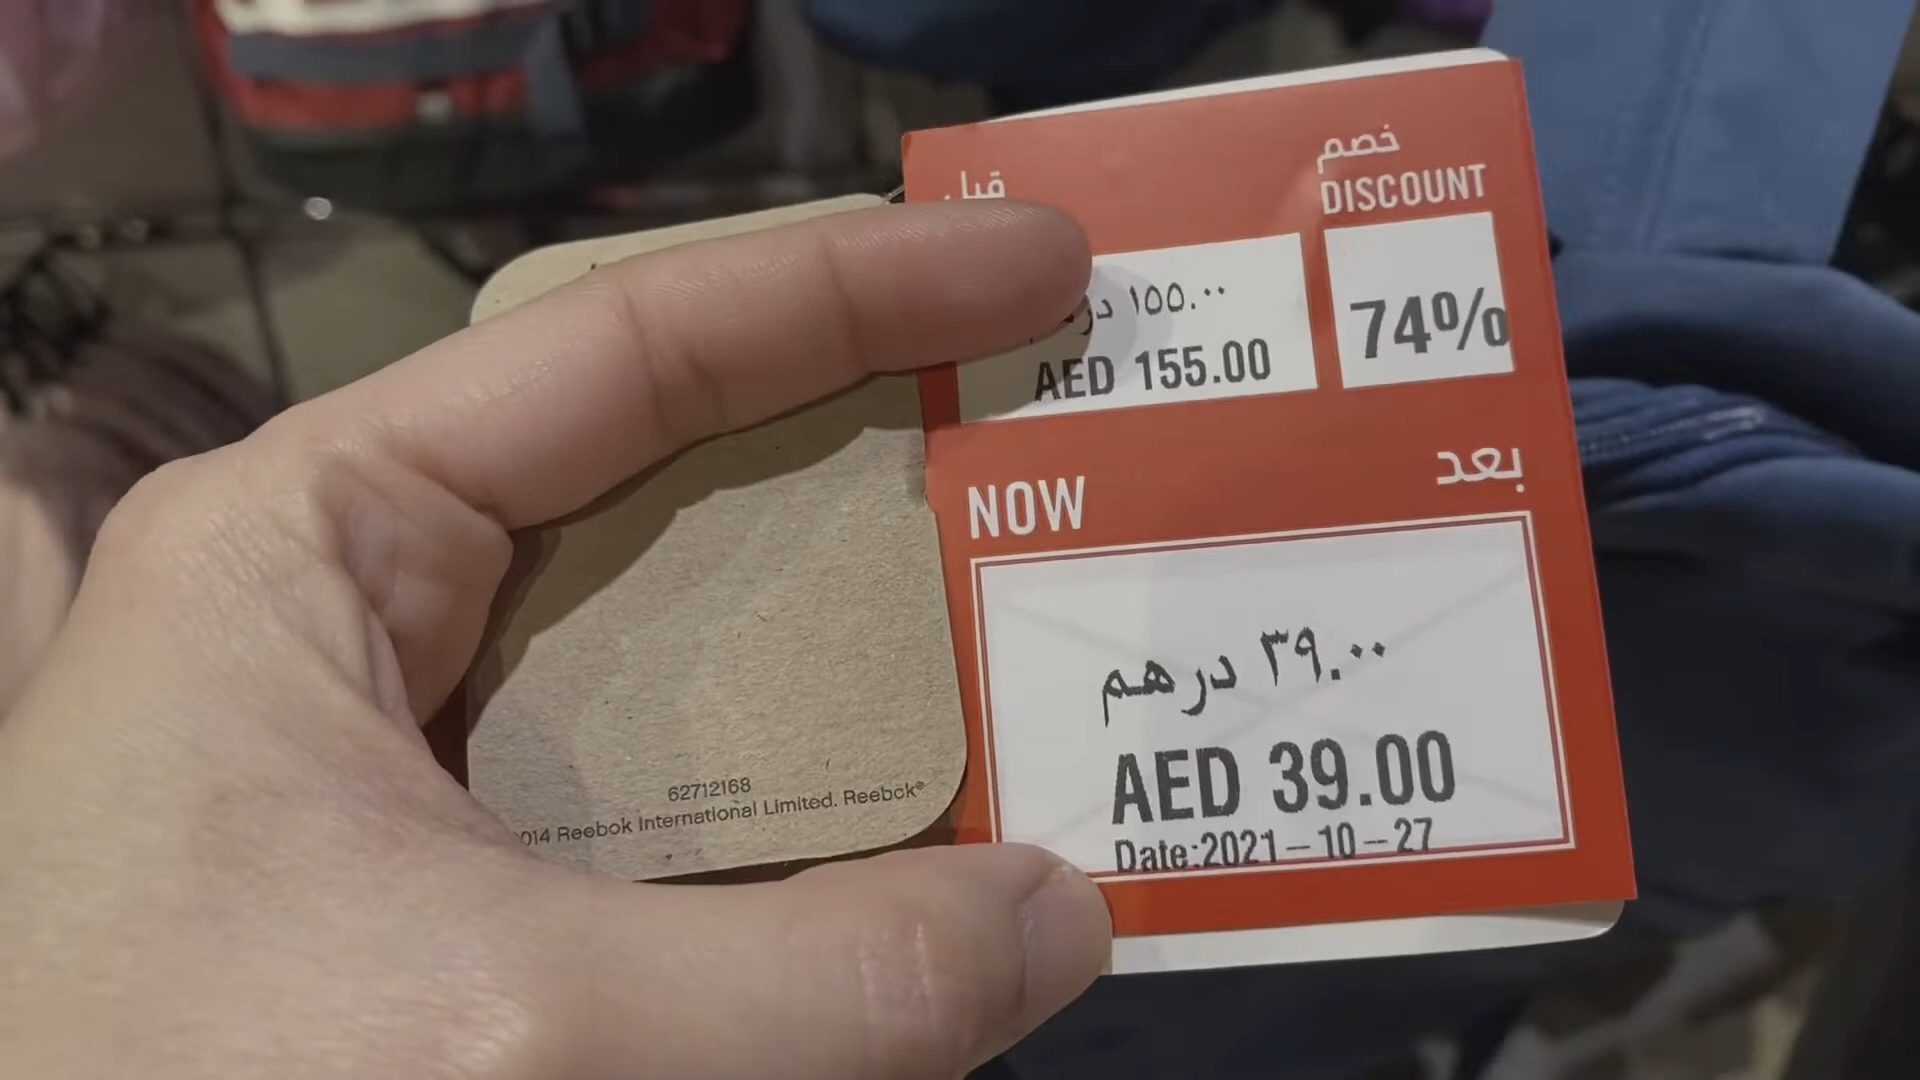 قبل
خصم
DISCOUNT
١٥٥.٠٠
AED 155.00
74%
NOW
بعد
٣٩.٠٠ درهم
AED 39.00
Date:2021-10-27
62712168
014 Reebok International Limited. Reebok®